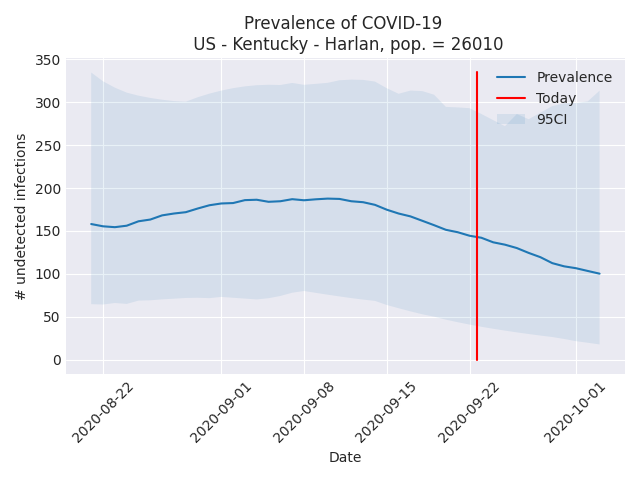 Prevalence of COVID-19
US - Kentucky - Harlan, pop. = 26010
350
300
250
200
150
100
50
0
# undetected infections
Prevalence
Today
95CI
2020-08-22
2020-09-01
2020-09-08
2020-09-15
2020-09-22
2020-10-01
Date